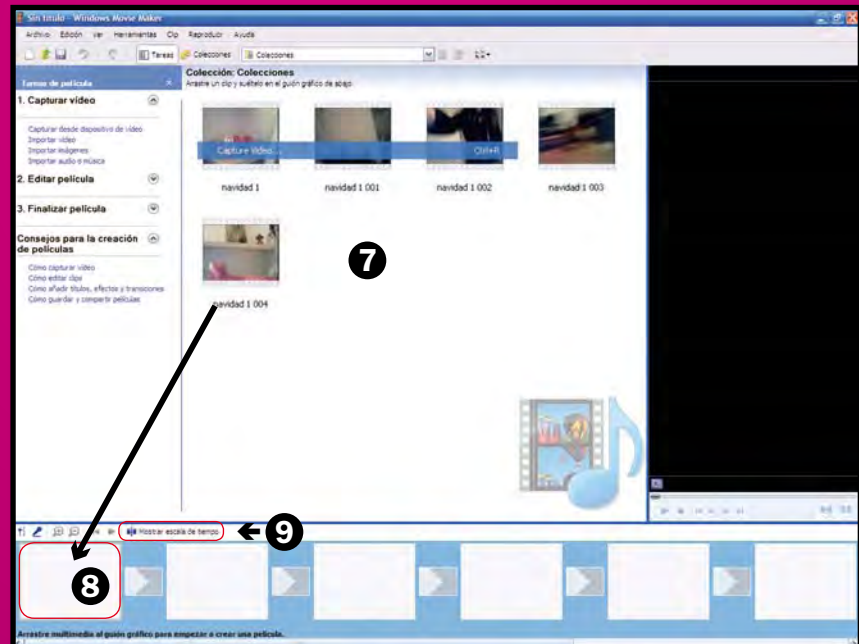 Sin título - Windows Movie Maker
Archivo Edición Ver Herramientas Clip Reproducir Ayuda
Tareas Colecciones Colecciones
Tareas de película
Colección: Colecciones
Arrastre un clip y suéltelo en el guión gráfico de abajo.
1. Capturar vídeo
Capturar desde dispositivo de vídeo
Importar vídeo
Importar imágenes
Importar audio o música
2. Editar película
3. Finalizar película
Consejos para la creación
de películas
Cómo capturar vídeo
Cómo editar clips
Cómo añadir títulos, efectos y transiciones
Cómo guardar y compartir películas
Capture Video... Ctrl+R
navidad 1 navidad 1 001 navidad 1 002 navidad 1 003
7
navidad 1 004
Mostrar escala de tiempo
9
8
Arrastre multimedia al guión gráfico para empezar a crear una película.